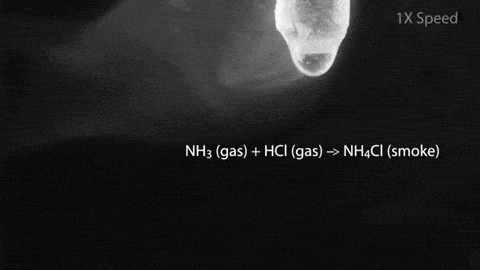 1X Speed
NH₃ (gas) + HCl (gas) –> NH₄Cl (smoke)